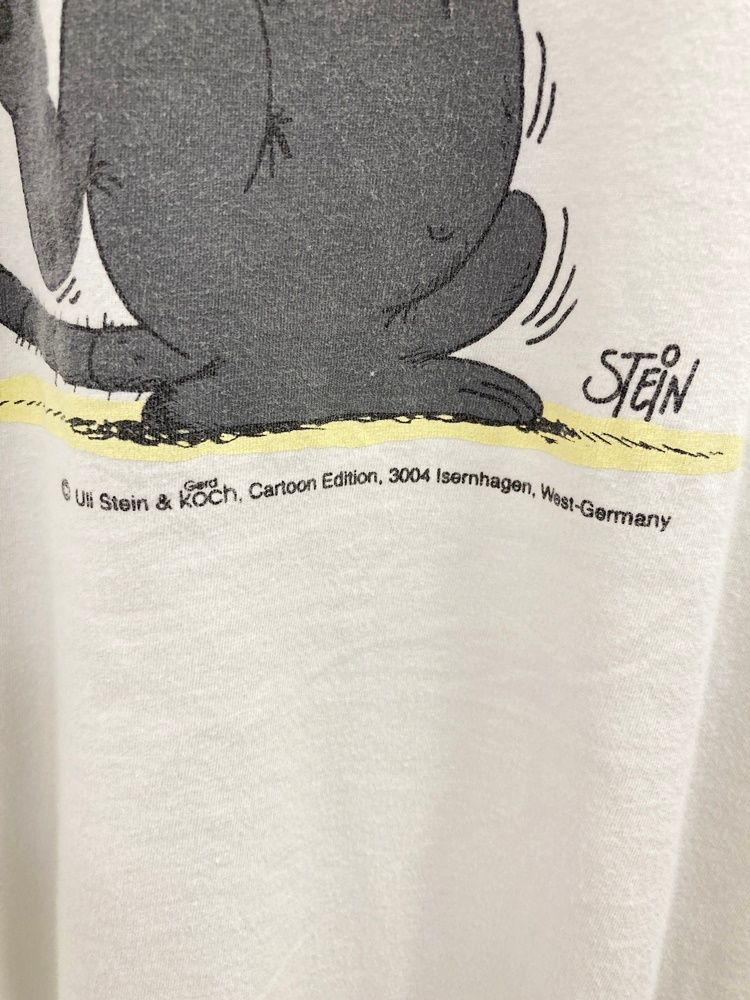 STEIN
© Uli Stein & Gerd KOCH, Cartoon Edition, 3004 Isernhagen, West-Germany